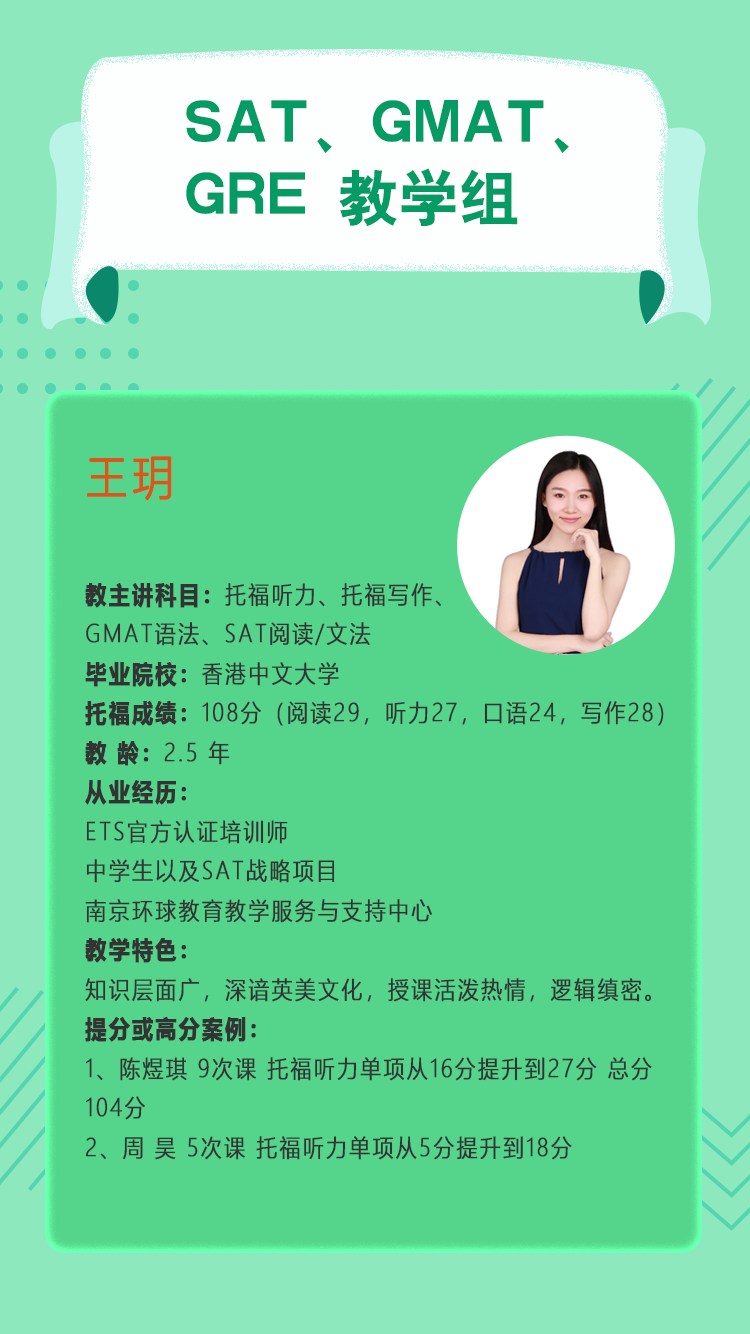 SAT、GMAT、
GRE 教学组
王玥
教主讲科目：托福听力、托福写作、
GMAT语法、SAT阅读/文法
毕业院校：香港中文大学
托福成绩：108分（阅读29，听力27，口语24，写作28）
教 龄：2.5 年
从业经历：
ETS官方认证培训师
中学生以及SAT战略项目
南京环球教育教学服务与支持中心
教学特色：
知识层面广，深谙英美文化，授课活泼热情，逻辑缜密。
提分或高分案例：
1、陈煜琪 9次课 托福听力单项从16分提升到27分 总分
104分
2、周 昊 5次课 托福听力单项从5分提升到18分